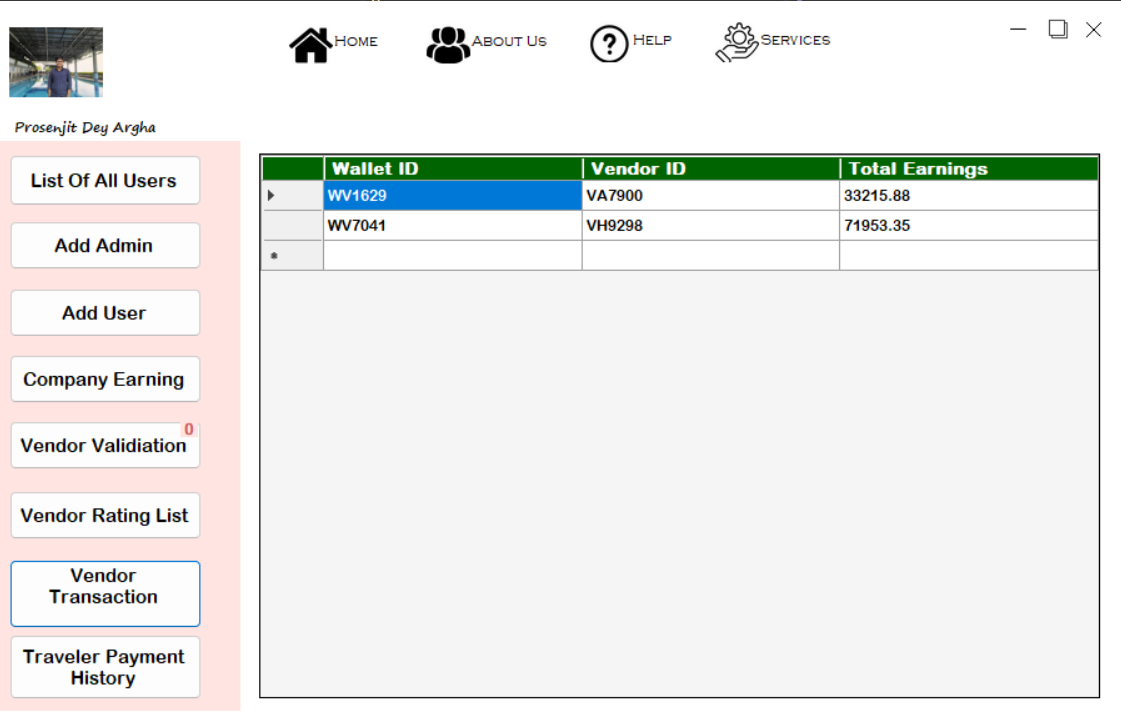 Home
About Us
Help
Services
Prosenjit Dey Argha
List Of All Users
Add Admin
Add User
Company Earning
0
Vendor Validiation
Vendor Rating List
Vendor
Transaction
Traveler Payment
History
Wallet ID Vendor ID Total Earnings
WV1629 VA7900 33215.88
WV7041 VH9298 71953.35